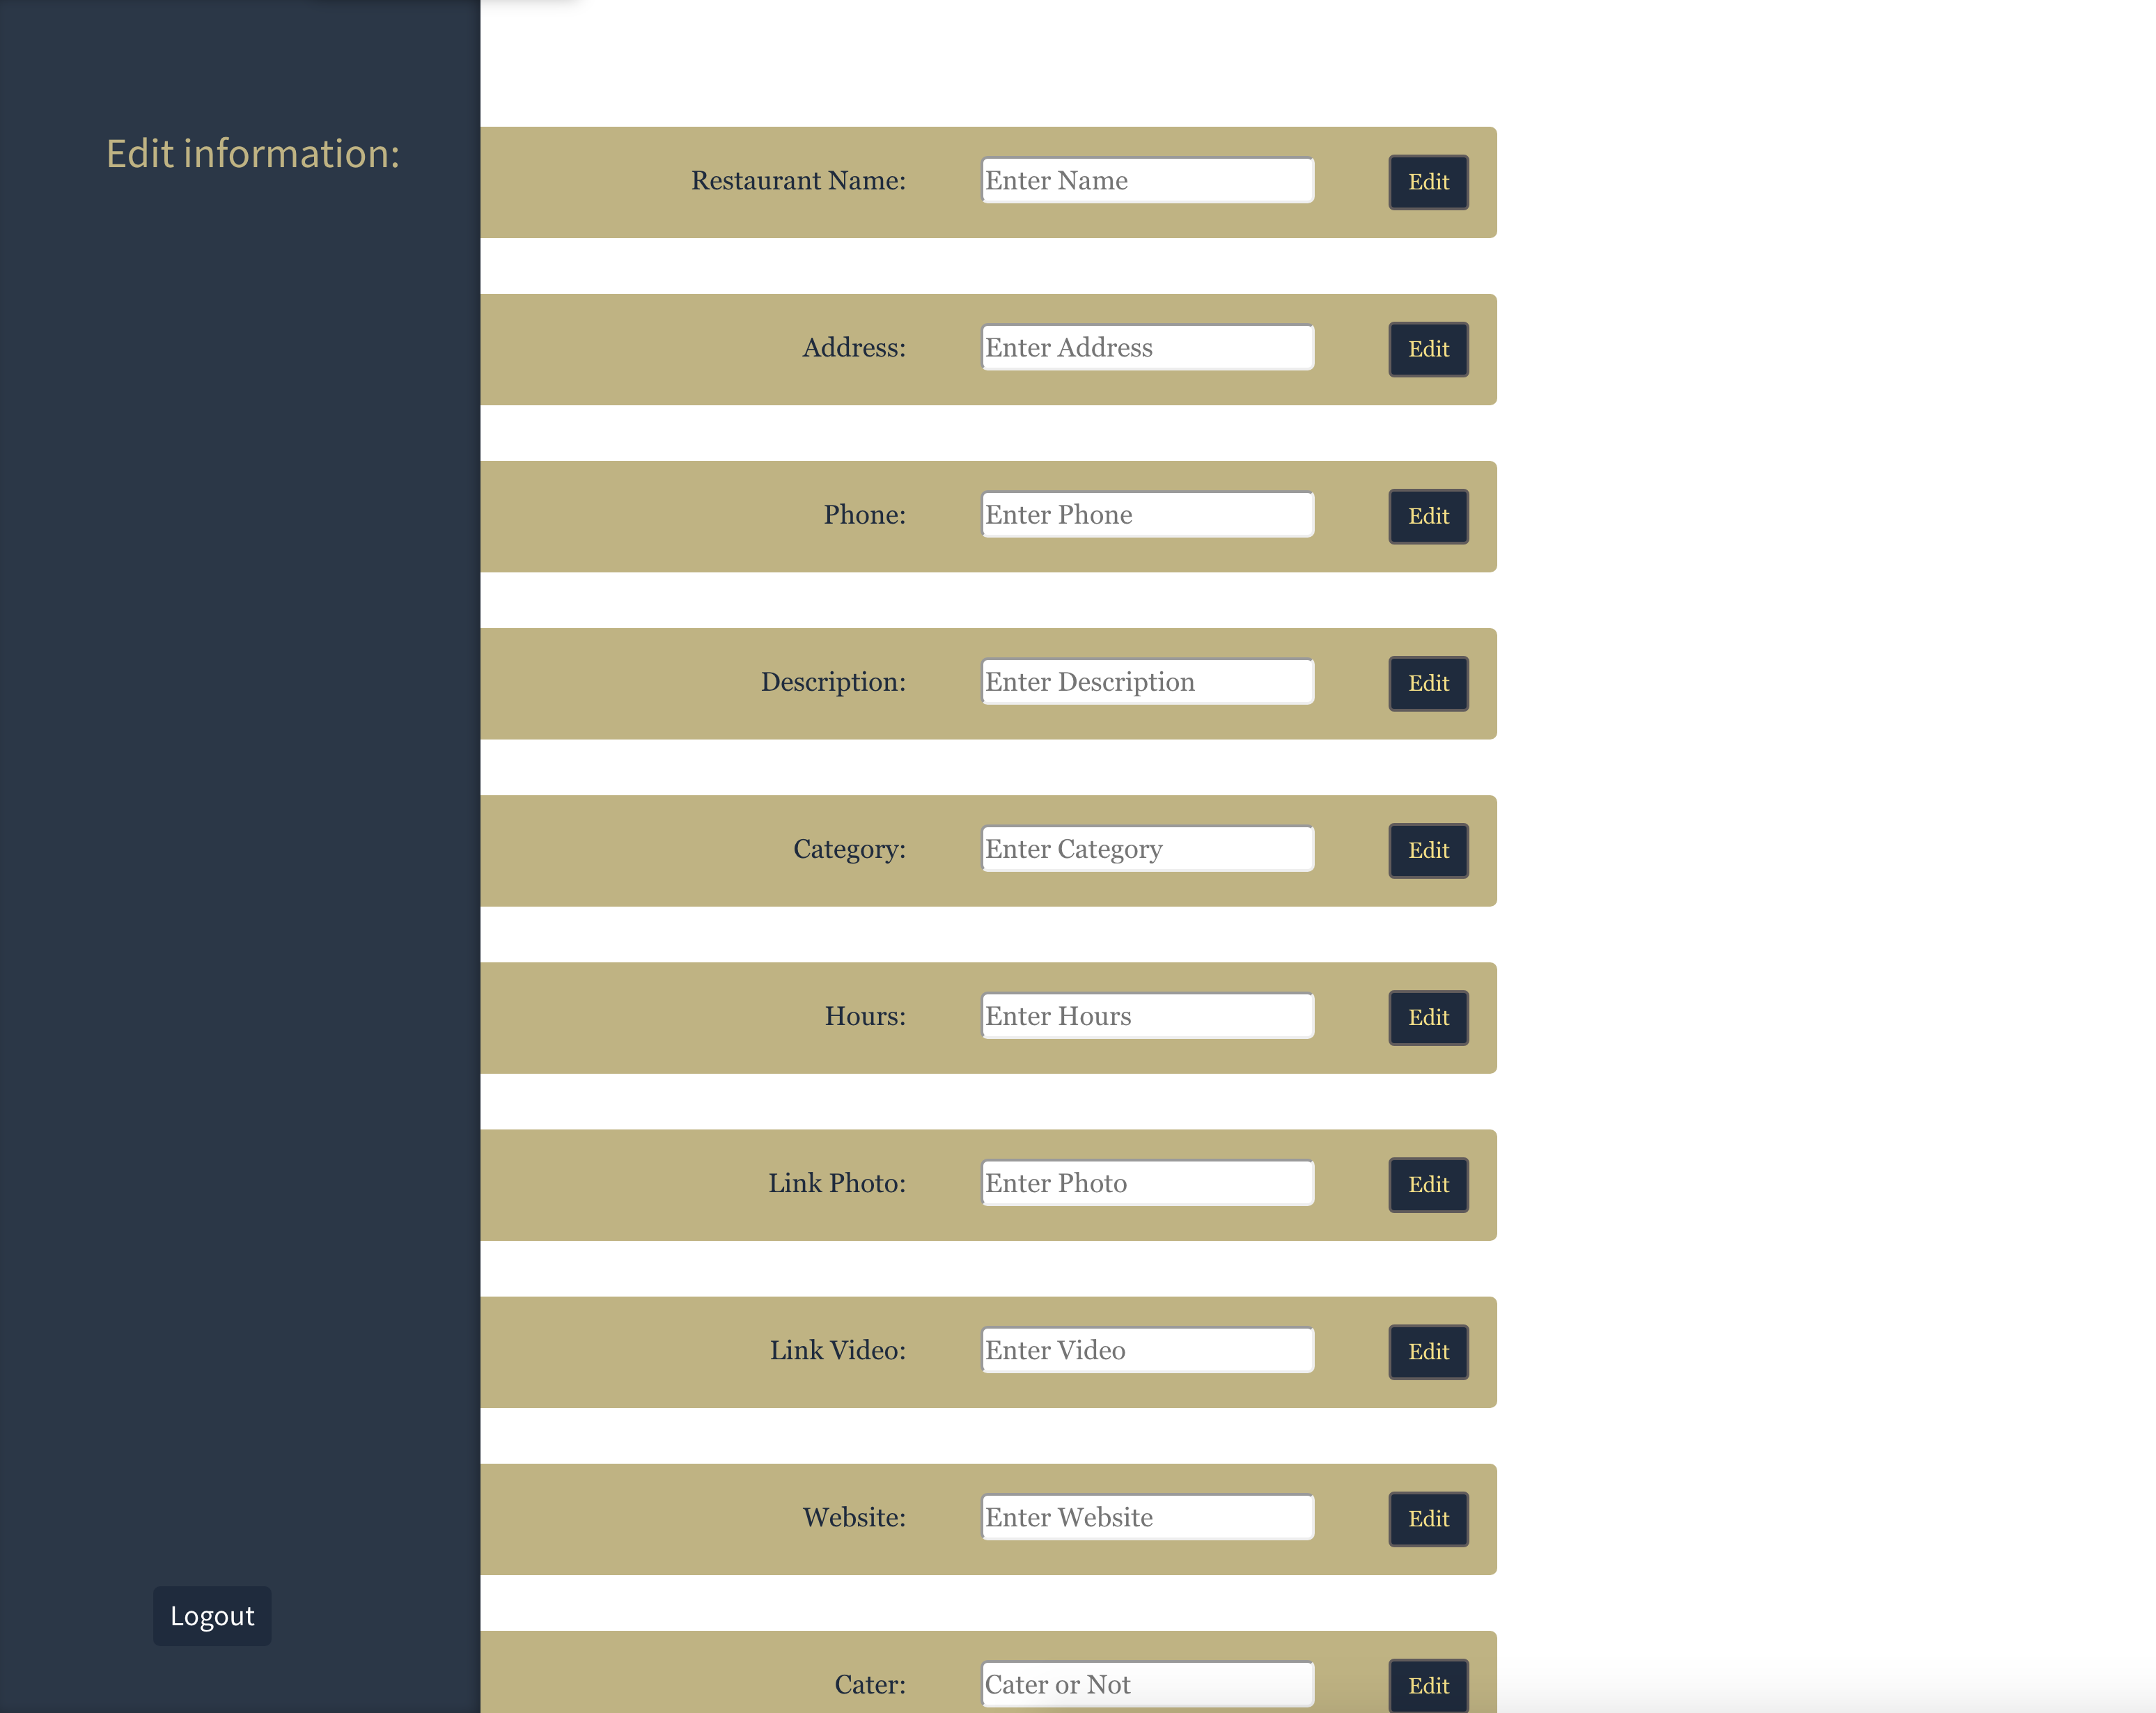 Edit information:
Restaurant Name: Enter Name Edit
Address: Enter Address Edit
Phone: Enter Phone Edit
Description: Enter Description Edit
Category: Enter Category Edit
Hours: Enter Hours Edit
Link Photo: Enter Photo Edit
Link Video: Enter Video Edit
Website: Enter Website Edit
Logout
Cater: Cater or Not Edit